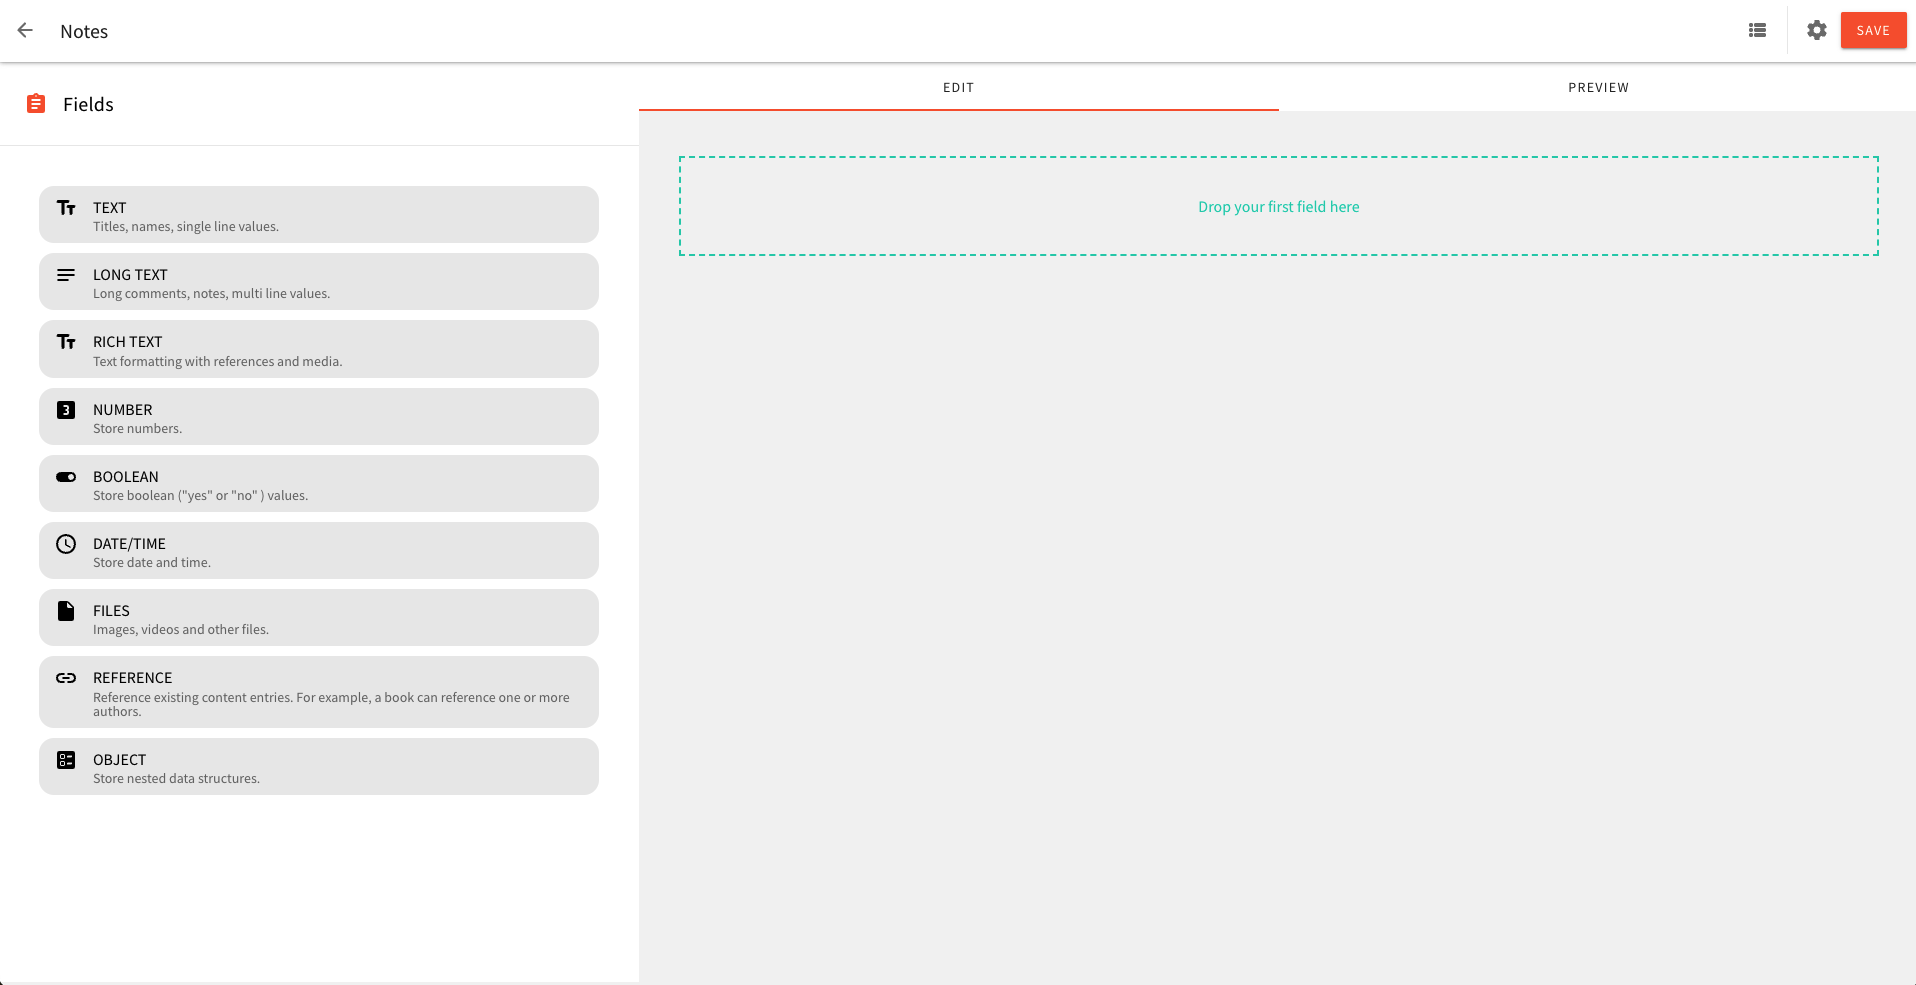 Notes
SAVE
Fields
EDIT
PREVIEW
TEXT
Titles, names, single line values.
LONG TEXT
Long comments, notes, multi line values.
RICH TEXT
Text formatting with references and media.
3
NUMBER
Store numbers.
BOOLEAN
Store boolean ("yes" or "no" ) values.
DATE/TIME
Store date and time.
FILES
Images, videos and other files.
REFERENCE
Reference existing content entries. For example, a book can reference one or more
authors.
OBJECT
Store nested data structures.
Drop your first field here